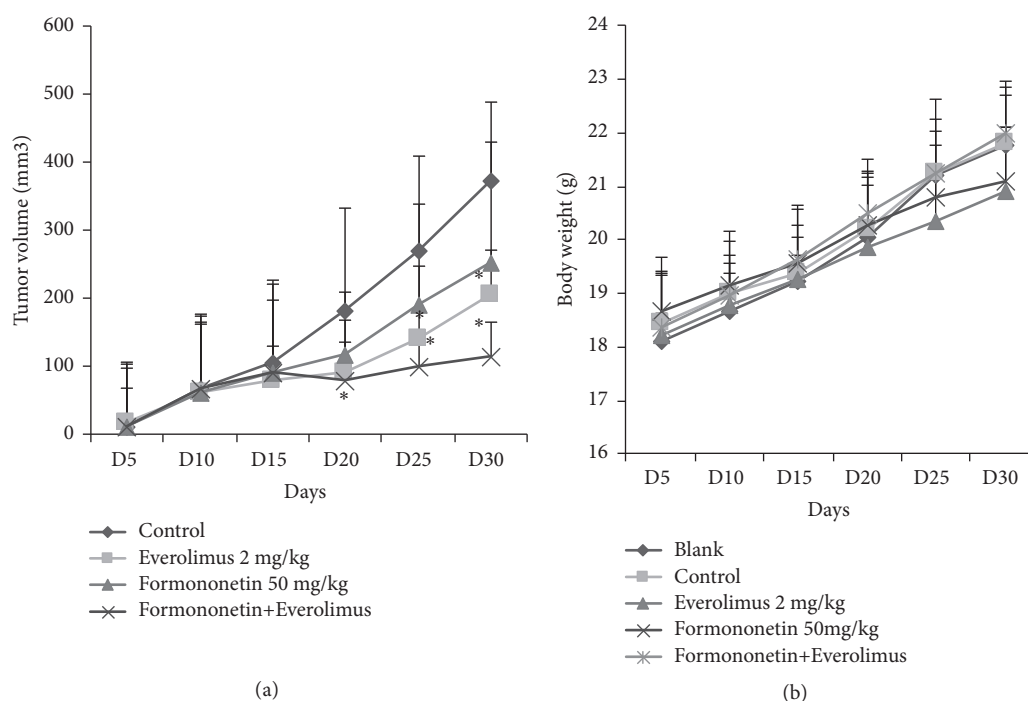 600
500
400
300
200
100
0
Tumor volume (mm3)
*
*
*
*
*
D5 D10 D15 D20 D25 D30
Days
Control
Everolimus 2 mg/kg
Formononetin 50 mg/kg
Formononetin+Everolimus
(a)
24
23
22
21
20
19
18
17
16
Body weight (g)
D5 D10 D15 D20 D25 D30
Days
Blank
Control
Everolimus 2 mg/kg
Formononetin 50mg/kg
Formononetin+Everolimus
(b)